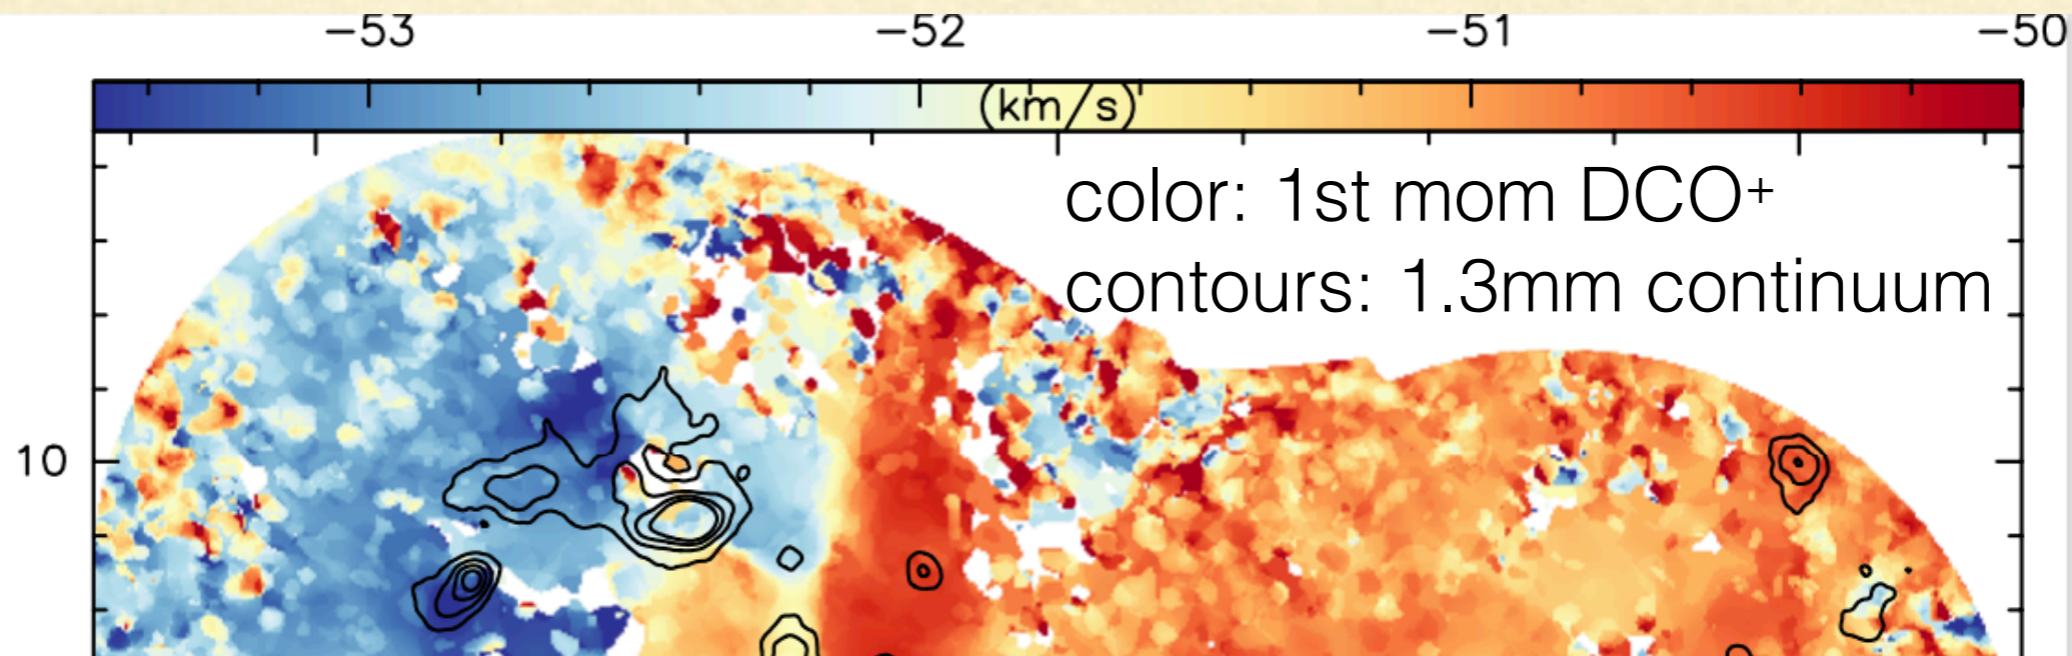 −53 −52 −51 −50
(km/s)
color: 1st mom DCO⁺
contours: 1.3mm continuum
10